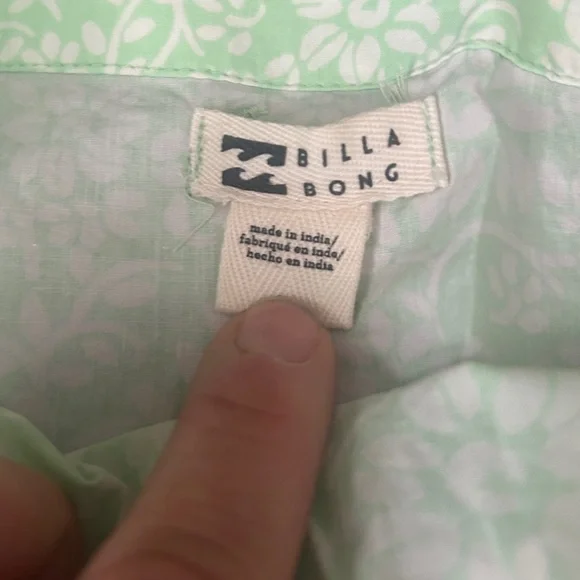 BILLA
BONG
made in india/
fabriqué en inde/
hecho en india